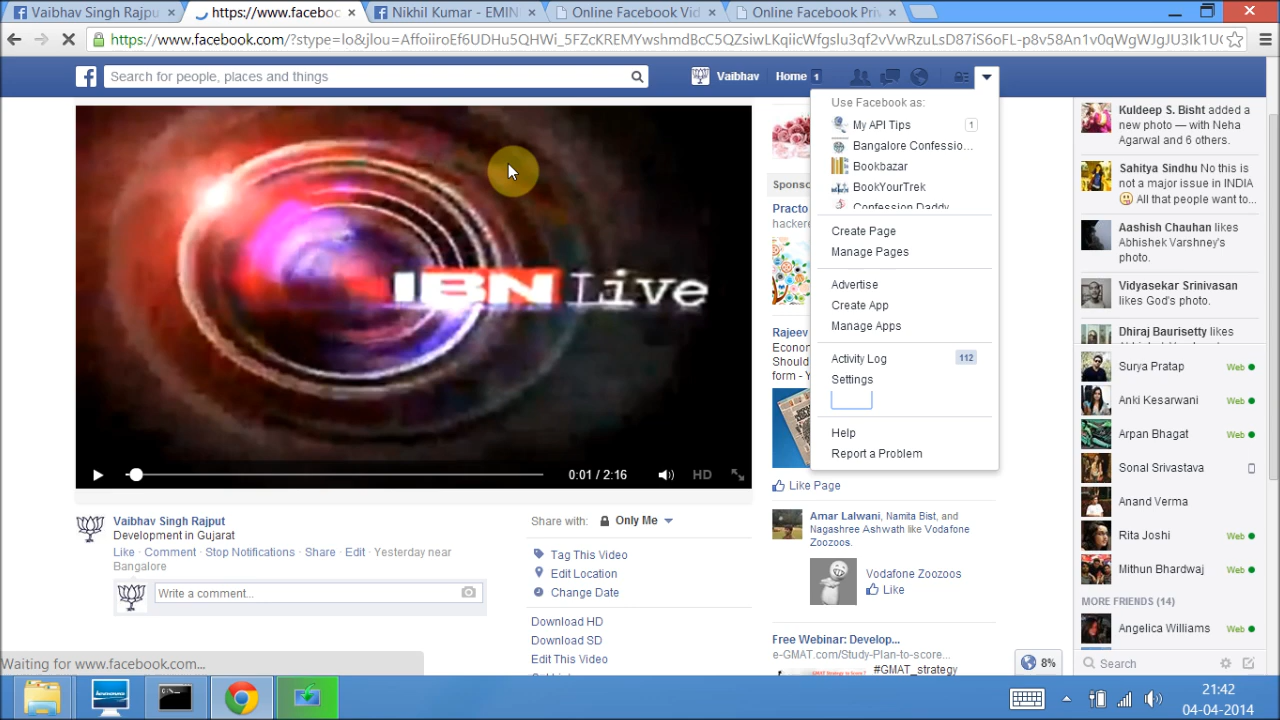 Vaibhav Singh Rajput
https://www.faceboo
Nikhil Kumar - EMIN
Online Facebook Vid
Online Facebook Pri
https://www.facebook.com/?stype=lo&jlou=
Search for people, places and things
Vaibhav
Home 1
Use Facebook as:
My API Tips 1
Bangalore Confessio...
Bookbazar
BookYourTrek
Confession Daddy
Create Page
Manage Pages
Advertise
Create App
Manage Apps
Activity Log 112
Settings
Help
Report a Problem
IBN Live
0:01 / 2:16
HD
Vaibhav Singh Rajput
Development in Gujarat
Like · Comment · Stop Notifications · Share · Edit · Yesterday near
Bangalore
Write a comment...
Share with: Only Me
Tag This Video
Edit Location
Change Date
Download HD
Download SD
Edit This Video
Sponsc
Practo
hackere
Rajeev
Econon
Should
form - Y
Like Page
Amar Lalwani, Namita Bist, and
Nagashree Ashwath like Vodafone
Zoozoos.
Vodafone Zoozoos
Like
Free Webinar: Develop...
e-GMAT.com/Study-Plan-to-score...
#GMAT_strategy
Kuldeep S. Bisht added a
new photo — with Neha
Agarwal and 6 others.
Sahitya Sindhu No this is
not a major issue in INDIA
All that people want to...
Aashish Chauhan likes
Abhishek Varshney's
photo.
Vidyasekar Srinivasan
likes God's photo.
Dhiraj Baurisetty likes
Surya Pratap Web
Anki Kesarwani Web
Arpan Bhagat Web
Sonal Srivastava
Anand Verma
Rita Joshi Web
Mithun Bhardwaj Web
MORE FRIENDS (14)
Angelica Williams Web
8%
Search
Waiting for www.facebook.com...
lenovo
21:42
04-04-2014